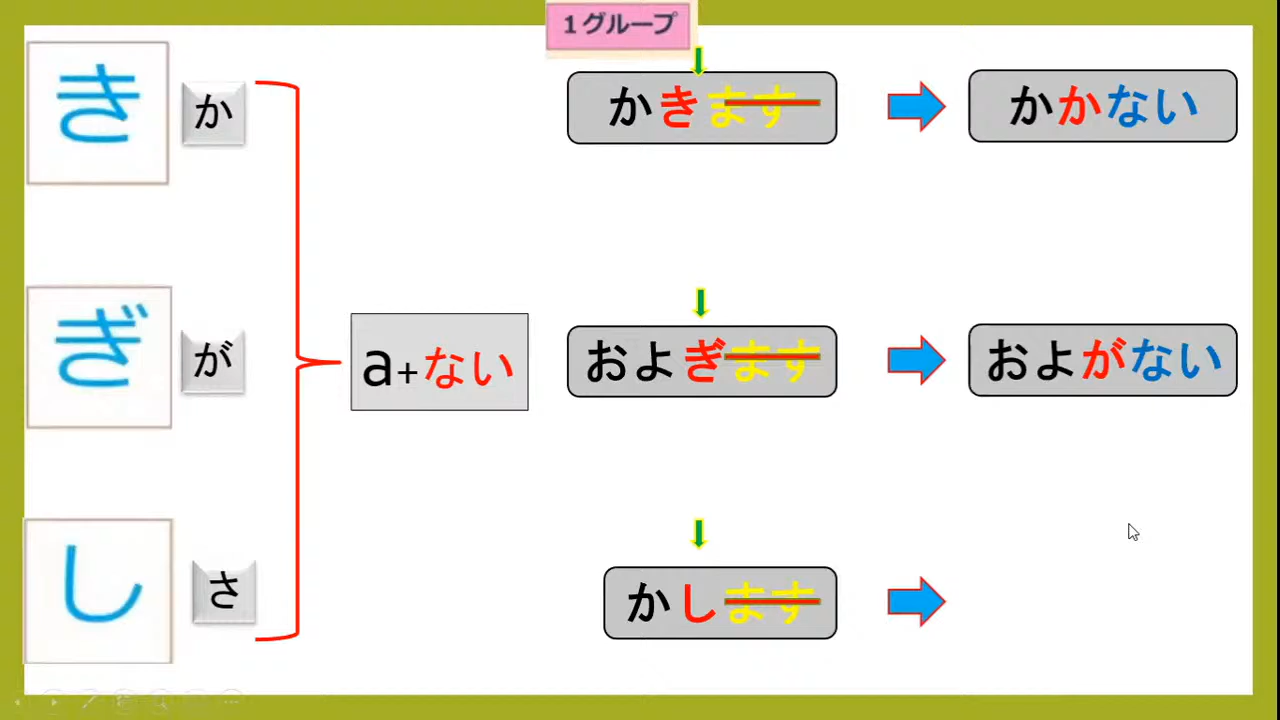 1グループ
き か
かきます
かかない
ぎ が
a+ない
およぎます
およがない
し さ
かします